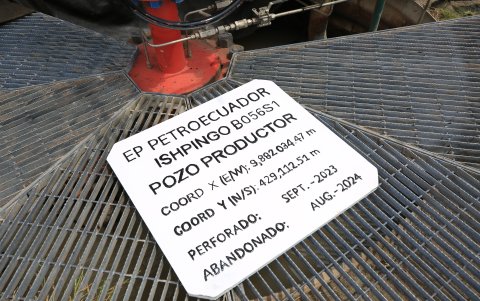 EP PETROECUADOR
ISHPINGO B056S1
POZO PRODUCTOR
COORD X (E/W): 9,892,034.47 m
COORD Y (N/S): 429,112.51 m
PERFORADO: SEPT.-2023
ABANDONADO: AUG.-2024